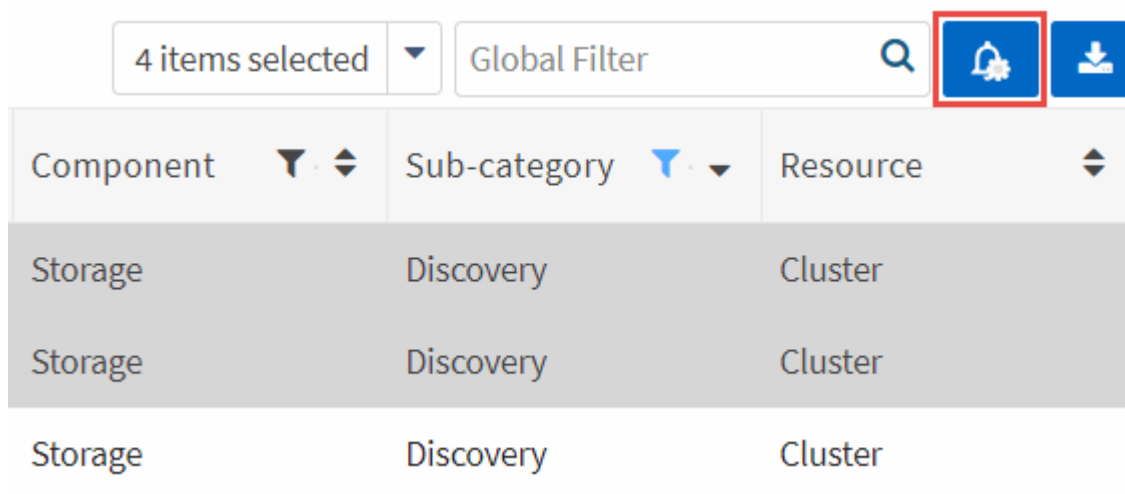 4 items selected Global Filter
Component Sub-category Resource
Storage Discovery Cluster
Storage Discovery Cluster
Storage Discovery Cluster